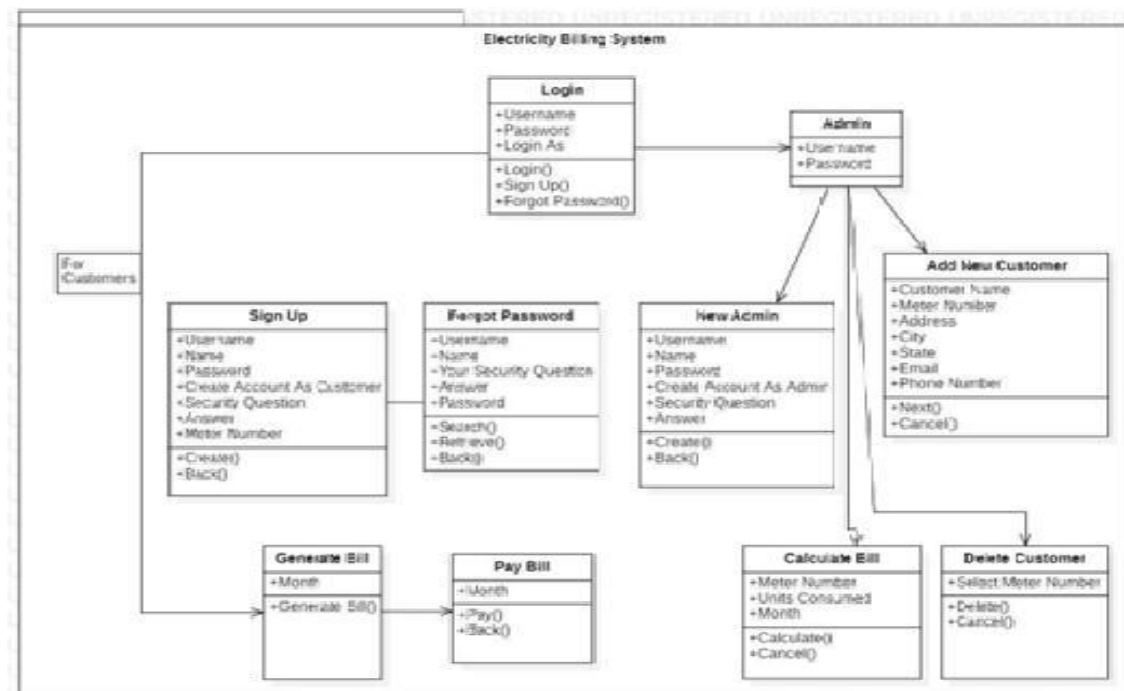 UNREGISTERED UNREGISTERED UNREGISTERED
Electricity Billing System
Login
+Username
+Password
+Login As
+Login()
+Sign Up()
+Forgot Password()
Admin
+Username
+Password
For
Customers
Add New Customer
+Customer Name
+Meter Number
+Address
+City
+State
+Email
+Phone Number
+Next()
+Cancel()
Sign Up
+Username
+Name
+Password
+Create Account As Customer
+Security Question
+Answer
+Meter Number
+Create()
+Back()
Forgot Password
+Username
+Name
+Your Security Question
+Answer
+Password
+Search()
+Retrieve()
+Back()
New Admin
+Username
+Name
+Password
+Create Account As Admin
+Security Question
+Answer
+Create()
+Back()
Generate Bill
+Month
+Generate Bill()
Pay Bill
+Month
+Pay()
+Back()
Calculate Bill
+Meter Number
+Units Consumed
+Month
+Calculate()
+Cancel()
Delete Customer
+Select Meter Number
+Delete()
+Cancel()